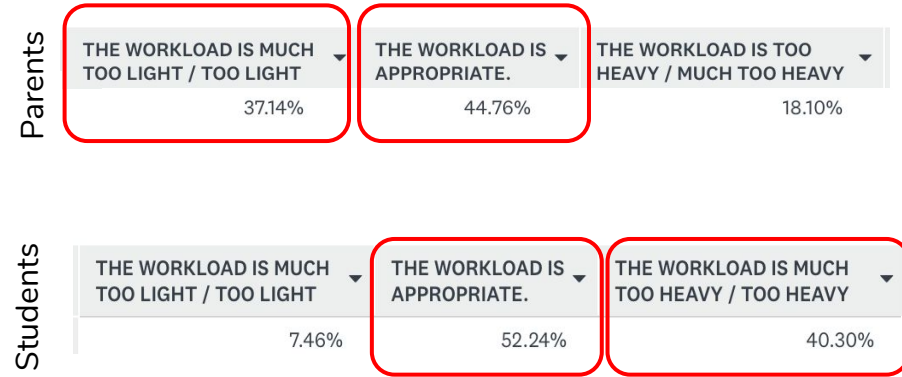 Parents
THE WORKLOAD IS MUCH
TOO LIGHT / TOO LIGHT
THE WORKLOAD IS
APPROPRIATE.
THE WORKLOAD IS TOO
HEAVY / MUCH TOO HEAVY
37.14%
44.76%
18.10%
Students
THE WORKLOAD IS MUCH
TOO LIGHT / TOO LIGHT
THE WORKLOAD IS
APPROPRIATE.
THE WORKLOAD IS MUCH
TOO HEAVY / TOO HEAVY
7.46%
52.24%
40.30%